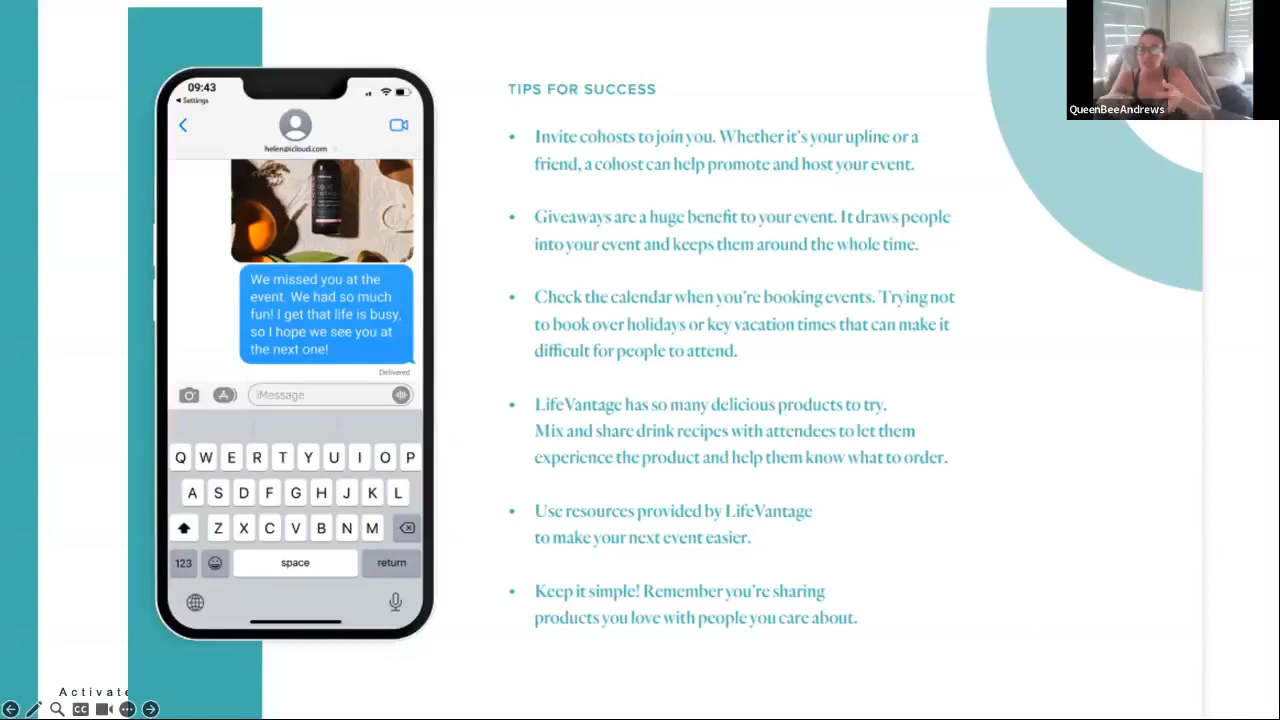 QueenBeeAndrews
09:43
Settings
helen@icloud.com
We missed you at the
event. We had so much
fun! I get that life is busy,
so I hope we see you at
the next one!
Delivered
iMessage
Q W E R T Y U I O P
A S D F G H J K L
Z X C V B N M
123 space return
TIPS FOR SUCCESS
• Invite cohosts to join you. Whether it's your upline or a
friend, a cohost can help promote and host your event.
• Giveaways are a huge benefit to your event. It draws people
into your event and keeps them around the whole time.
• Check the calendar when you're booking events. Trying not
to book over holidays or key vacation times that can make it
difficult for people to attend.
• LifeVantage has so many delicious products to try.
Mix and share drink recipes with attendees to let them
experience the product and help them know what to order.
• Use resources provided by LifeVantage
to make your next event easier.
• Keep it simple! Remember you're sharing
products you love with people you care about.
Activate
CC